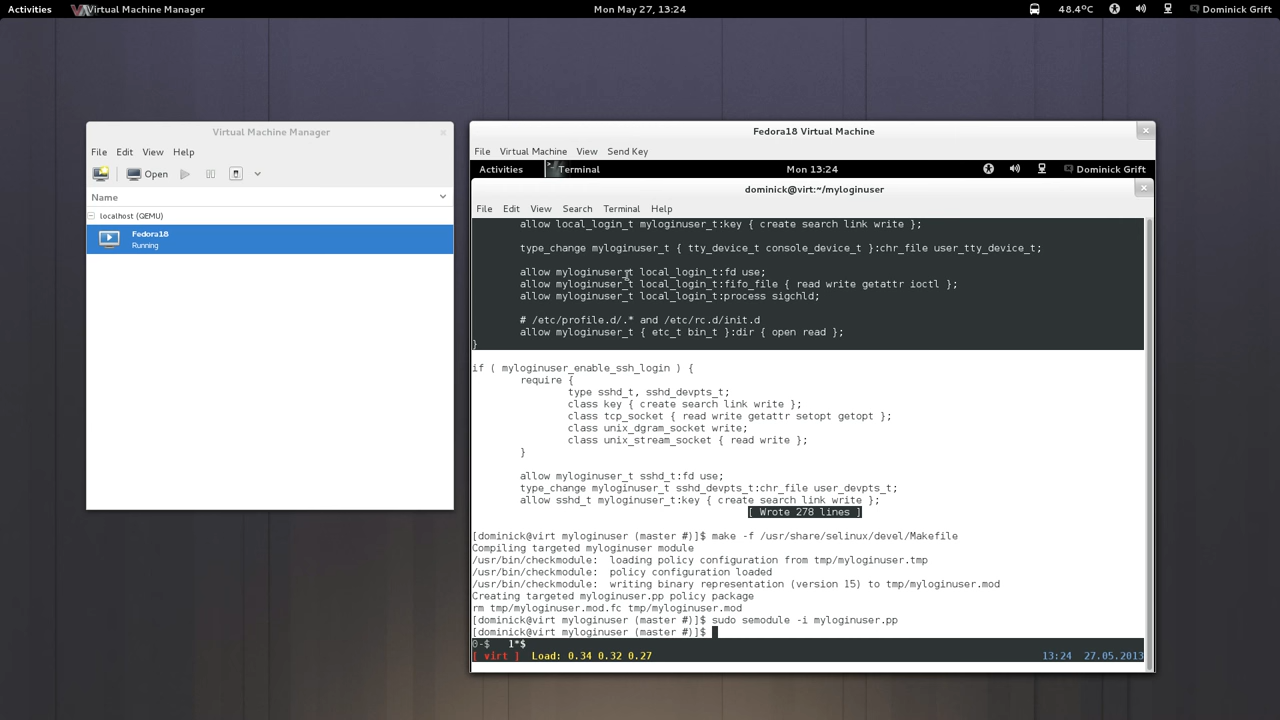 Activities
Virtual Machine Manager
Mon May 27, 13:24
48.4°C
Dominick Grift
Virtual Machine Manager
File Edit View Help
Open
Name
localhost (QEMU)
Fedora18
Running
Fedora18 Virtual Machine
File Virtual Machine View Send Key
Activities
Terminal
Mon 13:24
Dominick Grift
dominick@virt:~/myloginuser
File Edit View Search Terminal Help
allow local_login_t myloginuser_t:key { create search link write };
type_change myloginuser_t { tty_device_t console_device_t }:chr_file user_tty_device_t;
allow myloginuser_t local_login_t:fd use;
allow myloginuser_t local_login_t:fifo_file { read write getattr ioctl };
allow myloginuser_t local_login_t:process sigchld;
# /etc/profile.d/.* and /etc/rc.d/init.d
allow myloginuser_t { etc_t bin_t }:dir { open read };
}
if ( myloginuser_enable_ssh_login ) {
require {
type sshd_t, sshd_devpts_t;
class key { create search link write };
class tcp_socket { read write getattr setopt getopt };
class unix_dgram_socket write;
class unix_stream_socket { read write };
}
allow myloginuser_t sshd_t:fd use;
type_change myloginuser_t sshd_devpts_t:chr_file user_devpts_t;
allow sshd_t myloginuser_t:key { create search link write };
[ Wrote 278 lines ]
[dominick@virt myloginuser (master #)]$ make -f /usr/share/selinux/devel/Makefile
Compiling targeted myloginuser module
/usr/bin/checkmodule:  loading policy configuration from tmp/myloginuser.tmp
/usr/bin/checkmodule:  policy configuration loaded
/usr/bin/checkmodule:  writing binary representation (version 15) to tmp/myloginuser.mod
Creating targeted myloginuser.pp policy package
rm tmp/myloginuser.mod.fc tmp/myloginuser.mod
[dominick@virt myloginuser (master #)]$ sudo semodule -i myloginuser.pp
[dominick@virt myloginuser (master #)]$
0-$ 1*$
[ virt ] Load: 0.34 0.32 0.27 13:24 27.05.2013